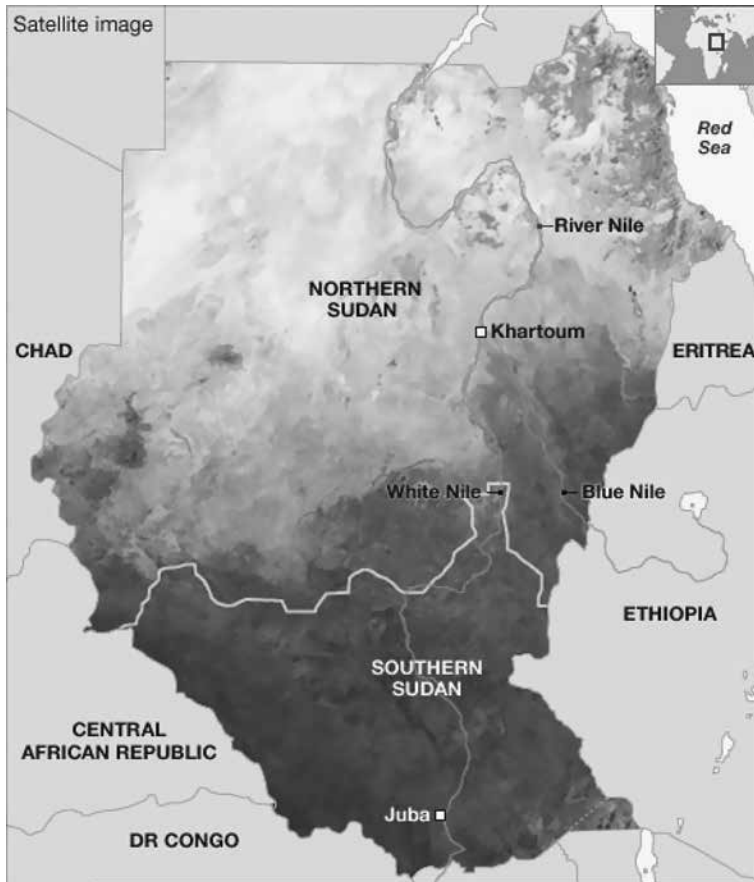 Satellite image
Red
Sea
River Nile
NORTHERN
SUDAN
Khartoum
CHAD
ERITREA
White Nile
Blue Nile
ETHIOPIA
SOUTHERN
SUDAN
CENTRAL
AFRICAN REPUBLIC
Juba
DR CONGO